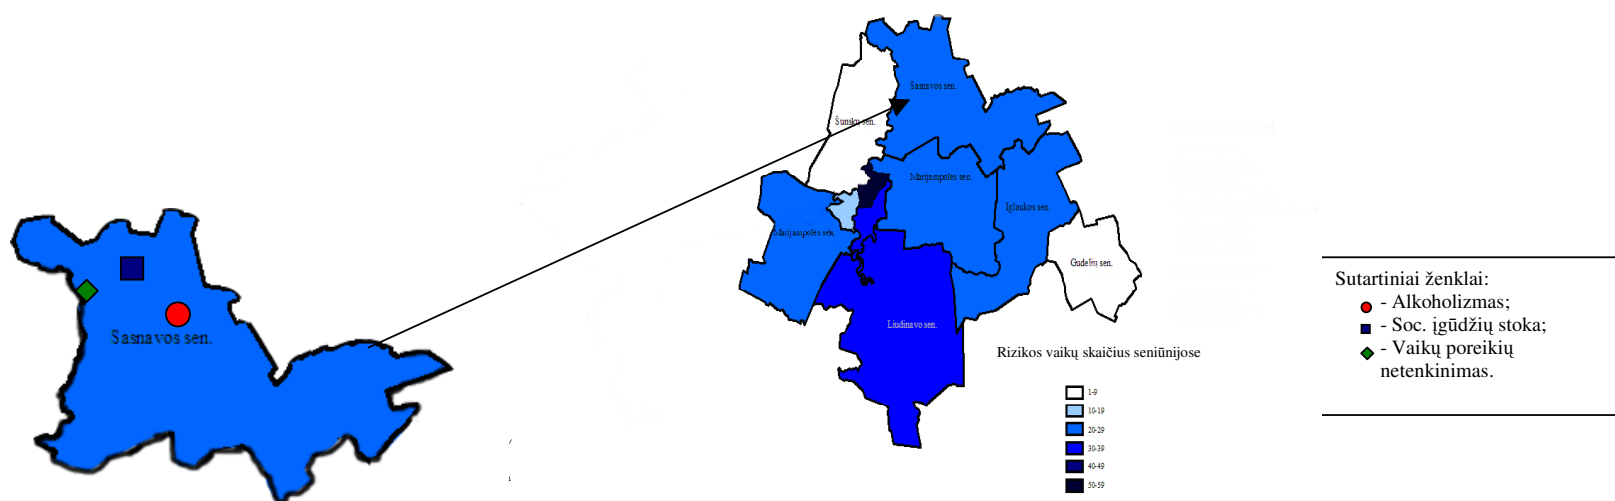 Sasnavos sen.
Sasnavos sen.
Šunskų sen.
Marijampolės sen.
Igliaukos sen.
Marijampolės sen.
Gudelių sen.
Liudinavo sen.
Rizikos vaikų skaičius seniūnijose
1-9
10-19
20-29
30-39
40-49
50-59
Sutartiniai ženklai:
- Alkoholizmas;
- Soc. įgūdžių stoka;
- Vaikų poreikių
netenkinimas.